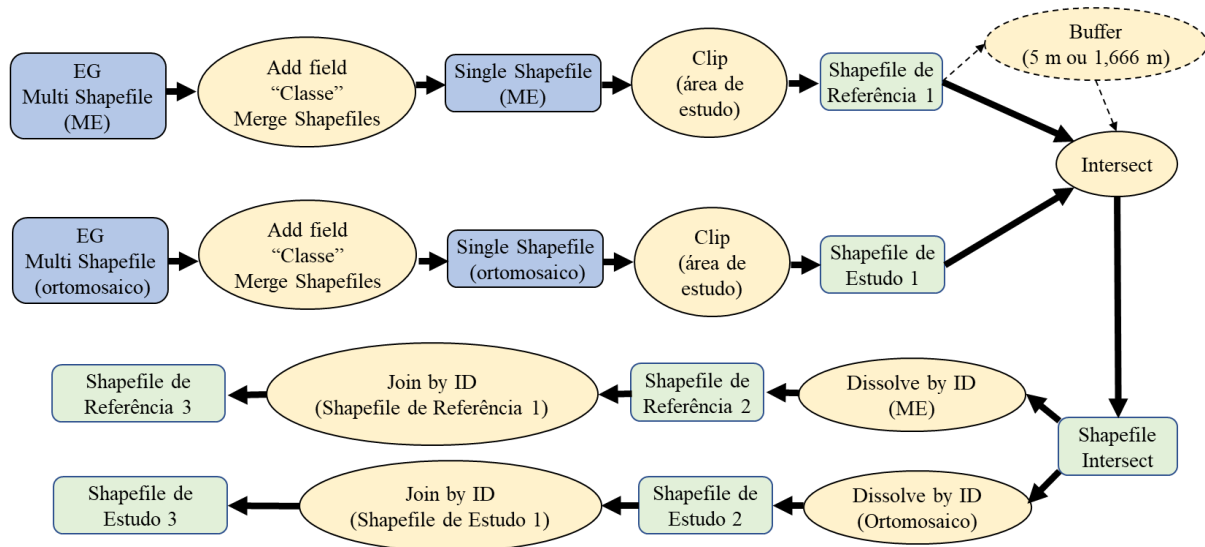 EG
Multi Shapefile
(ME)
Add field
“Classe”
Merge Shapefiles
Single Shapefile
(ME)
Clip
(área de
estudo)
Shapefile de
Referência 1
Buffer
(5 m ou 1,666 m)
Intersect
EG
Multi Shapefile
(ortomosaico)
Add field
“Classe”
Merge Shapefiles
Single Shapefile
(ortomosaico)
Clip
(área de
estudo)
Shapefile de
Estudo 1
Shapefile de
Referência 3
Join by ID
(Shapefile de Referência 1)
Shapefile de
Referência 2
Dissolve by ID
(ME)
Shapefile
Intersect
Shapefile de
Estudo 3
Join by ID
(Shapefile de Estudo 1)
Shapefile de
Estudo 2
Dissolve by ID
(Ortomosaico)